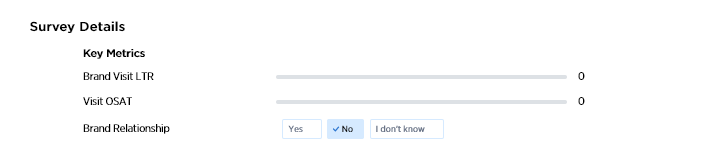 Survey Details
Key Metrics
Brand Visit LTR 0
Visit OSAT 0
Brand Relationship Yes ✓ No I don't know